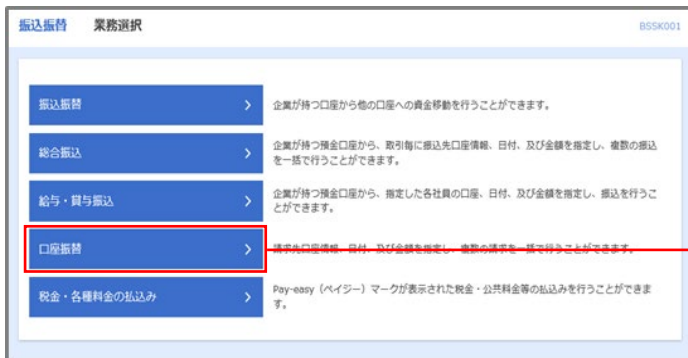 振込振替 業務選択 BSSK001
振込振替
企業が持つ口座から他の口座への資金移動を行うことができます。
総合振込
企業が持つ預金口座から、取引毎に振込先口座情報、日付、及び金額を指定し、複数の振込
を一括で行うことができます。
給与・賞与振込
企業が持つ預金口座から、指定した各社員の口座、日付、及び金額を指定し、振込を行うこ
とができます。
口座振替
請求先口座情報、日付、及び金額を指定し、複数の請求を一括で行うことができます。
税金・各種料金の払込み
Pay-easy（ペイジー）マークが表示された税金・公共料金等の払込みを行うことができま
す。